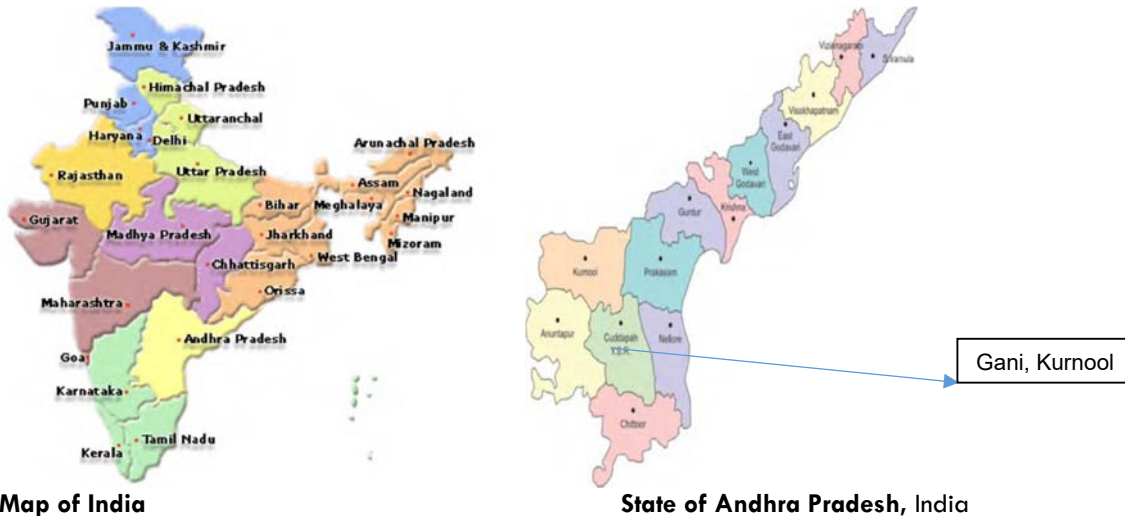 Jammu & Kashmir
Himachal Pradesh
Punjab
Uttaranchal
Haryana
Delhi
Arunachal Pradesh
Rajasthan
Uttar Pradesh
Assam
Nagaland
Bihar
Meghalaya
Gujarat
Manipur
Madhya Pradesh
Jharkhand
Mizoram
West Bengal
Chhattisgarh
Orissa
Maharashtra
Andhra Pradesh
Goa
Karnataka
Tamil Nadu
Kerala
Map of India
Vizianagaram
Visakhapatnam
East
Godavari
West
Godavari
Krishna
Guntur
Kurnool
Prakasam
Anuntapur
Cuddapah
Y.S.R.
Nellore
Chittoor
Gani, Kurnool
State of Andhra Pradesh, India